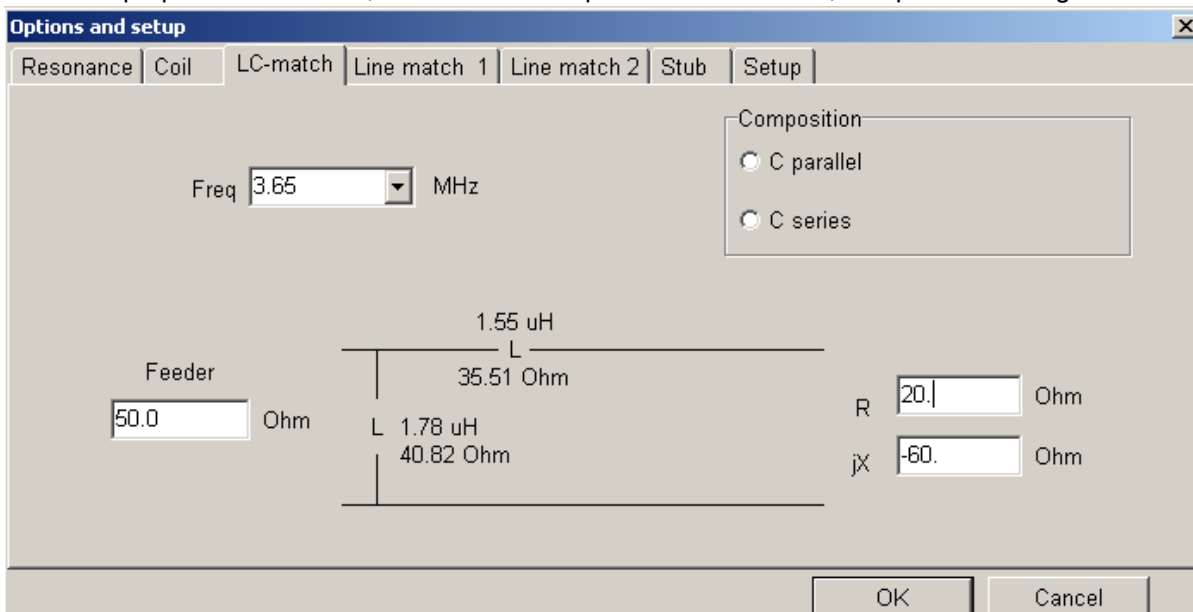 Options and setup
Resonance Coil LC-match Line match 1 Line match 2 Stub Setup
Composition
C parallel
C series
Freq 3.65 MHz
1.55 uH
L
35.51 Ohm
Feeder
50.0 Ohm
L 1.78 uH
40.82 Ohm
R 20. Ohm
jX -60. Ohm
OK Cancel